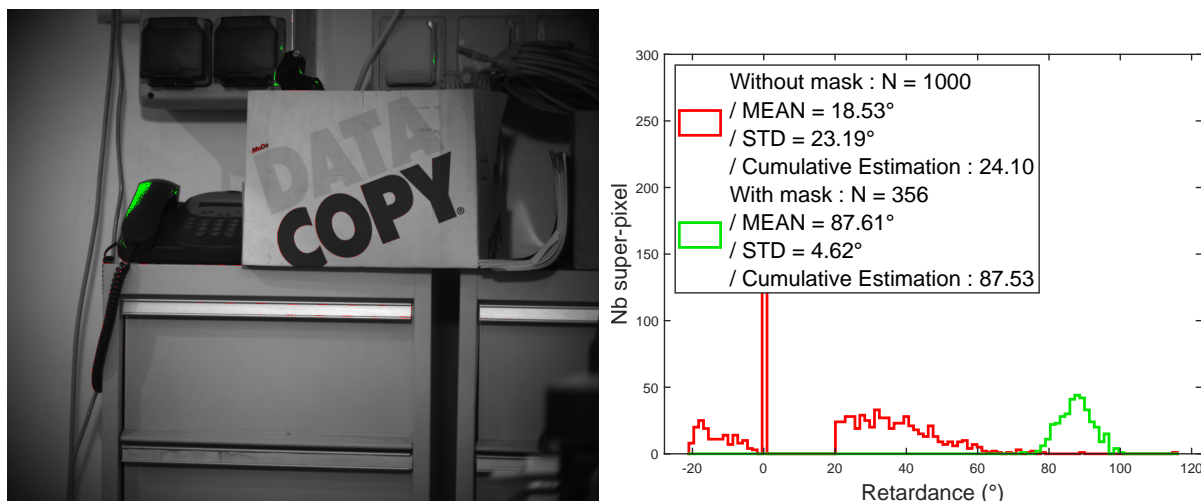 MoDo
DATA
COPY®
300
250
200
150
100
50
0
Nb super-pixel
Without mask : N = 1000
/ MEAN = 18.53°
/ STD = 23.19°
/ Cumulative Estimation : 24.10
With mask : N = 356
/ MEAN = 87.61°
/ STD = 4.62°
/ Cumulative Estimation : 87.53
-20 0 20 40 60 80 100 120
Retardance (°)